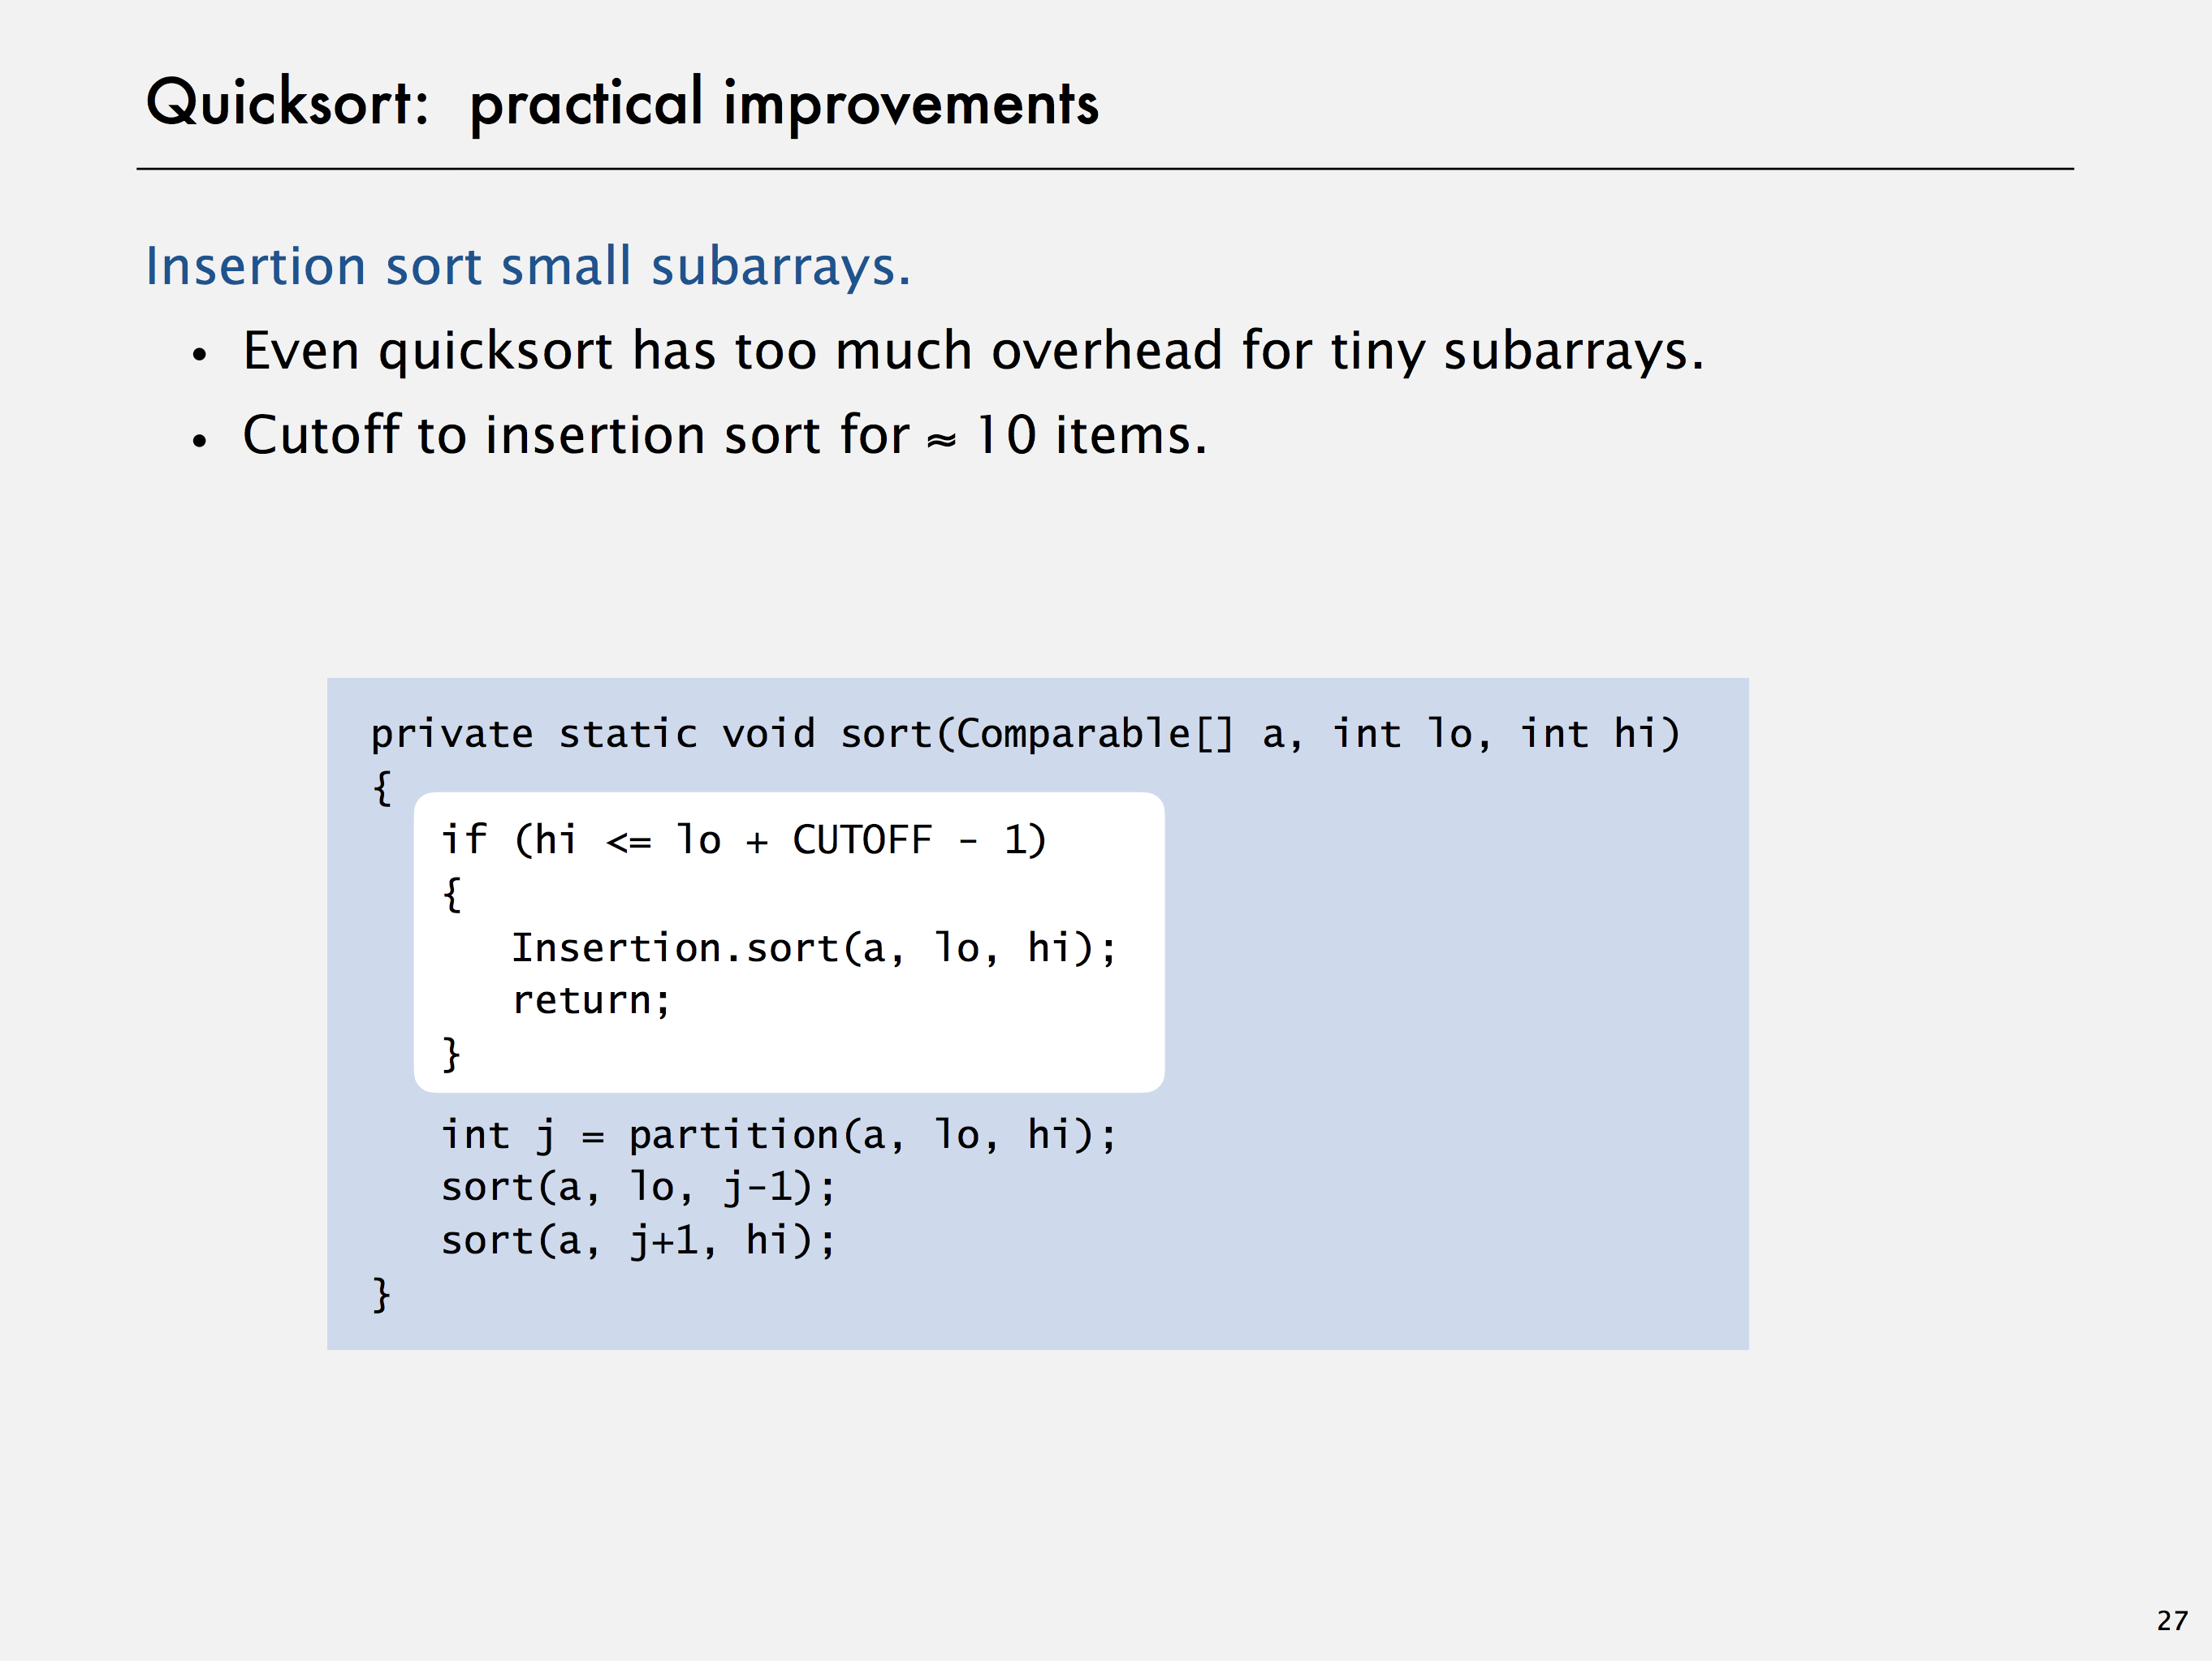 Quicksort:  practical improvements
Insertion sort small subarrays.
• Even quicksort has too much overhead for tiny subarrays.
• Cutoff to insertion sort for ≈ 10 items.
private static void sort(Comparable[] a, int lo, int hi)
{
   if (hi <= lo + CUTOFF - 1)
   {
      Insertion.sort(a, lo, hi);
      return;
   }
   int j = partition(a, lo, hi);
   sort(a, lo, j-1);
   sort(a, j+1, hi);
}
27